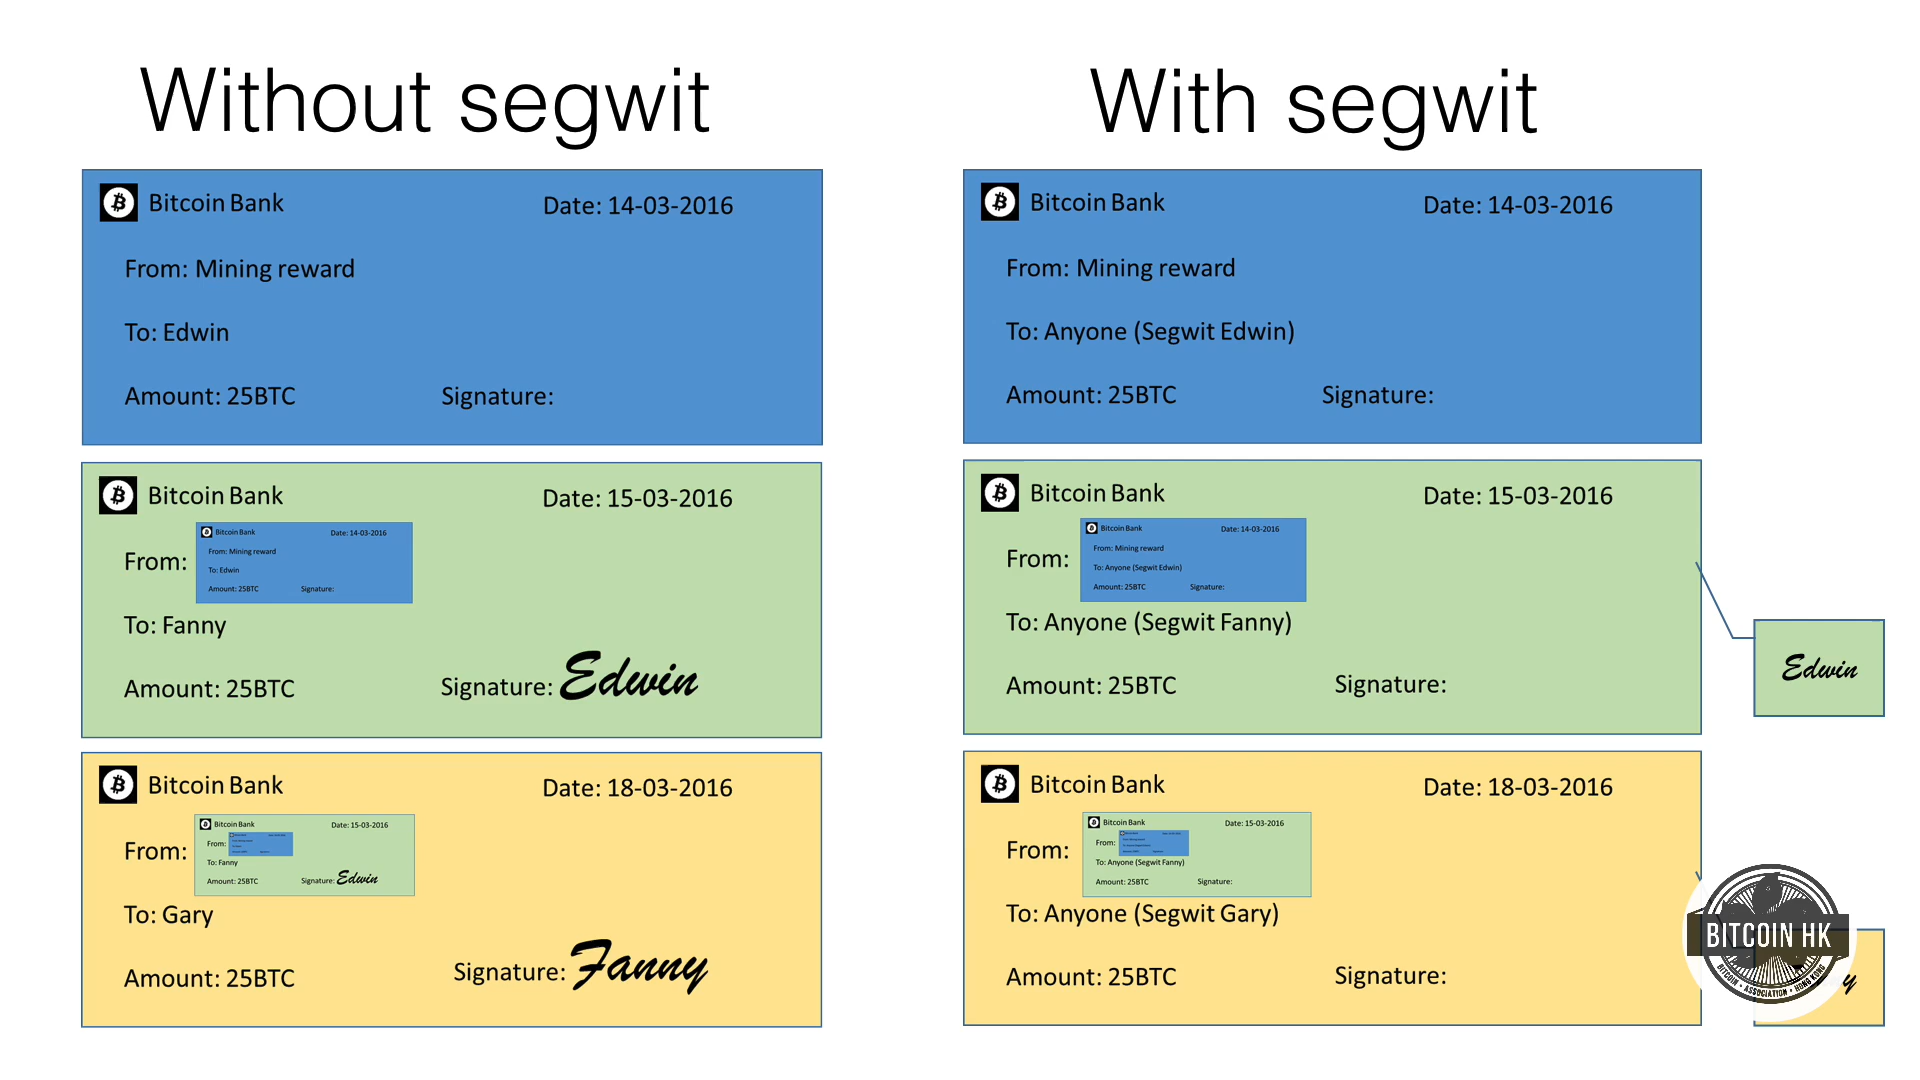 Without segwit
Bitcoin Bank Date: 14-03-2016
From: Mining reward
To: Edwin
Amount: 25BTC Signature:
Bitcoin Bank Date: 15-03-2016
From:
Bitcoin Bank Date: 14-03-2016
From: Mining reward
To: Edwin
Amount: 25BTC Signature:
To: Fanny
Amount: 25BTC Signature: Edwin
Bitcoin Bank Date: 18-03-2016
From:
Bitcoin Bank Date: 15-03-2016
From:
To: Fanny
Amount: 25BTC Signature: Edwin
To: Gary
Amount: 25BTC Signature: Fanny
With segwit
Bitcoin Bank Date: 14-03-2016
From: Mining reward
To: Anyone (Segwit Edwin)
Amount: 25BTC Signature:
Bitcoin Bank Date: 15-03-2016
From:
Bitcoin Bank Date: 14-03-2016
From: Mining reward
To: Anyone (Segwit Edwin)
Amount: 25BTC Signature:
To: Anyone (Segwit Fanny)
Amount: 25BTC Signature:
Edwin
Bitcoin Bank Date: 18-03-2016
From:
Bitcoin Bank Date: 15-03-2016
From:
To: Anyone (Segwit Fanny)
Amount: 25BTC Signature:
To: Anyone (Segwit Gary)
Amount: 25BTC Signature:
BITCOIN HK
BITCOIN • ASSOCIATION • HONG KONG